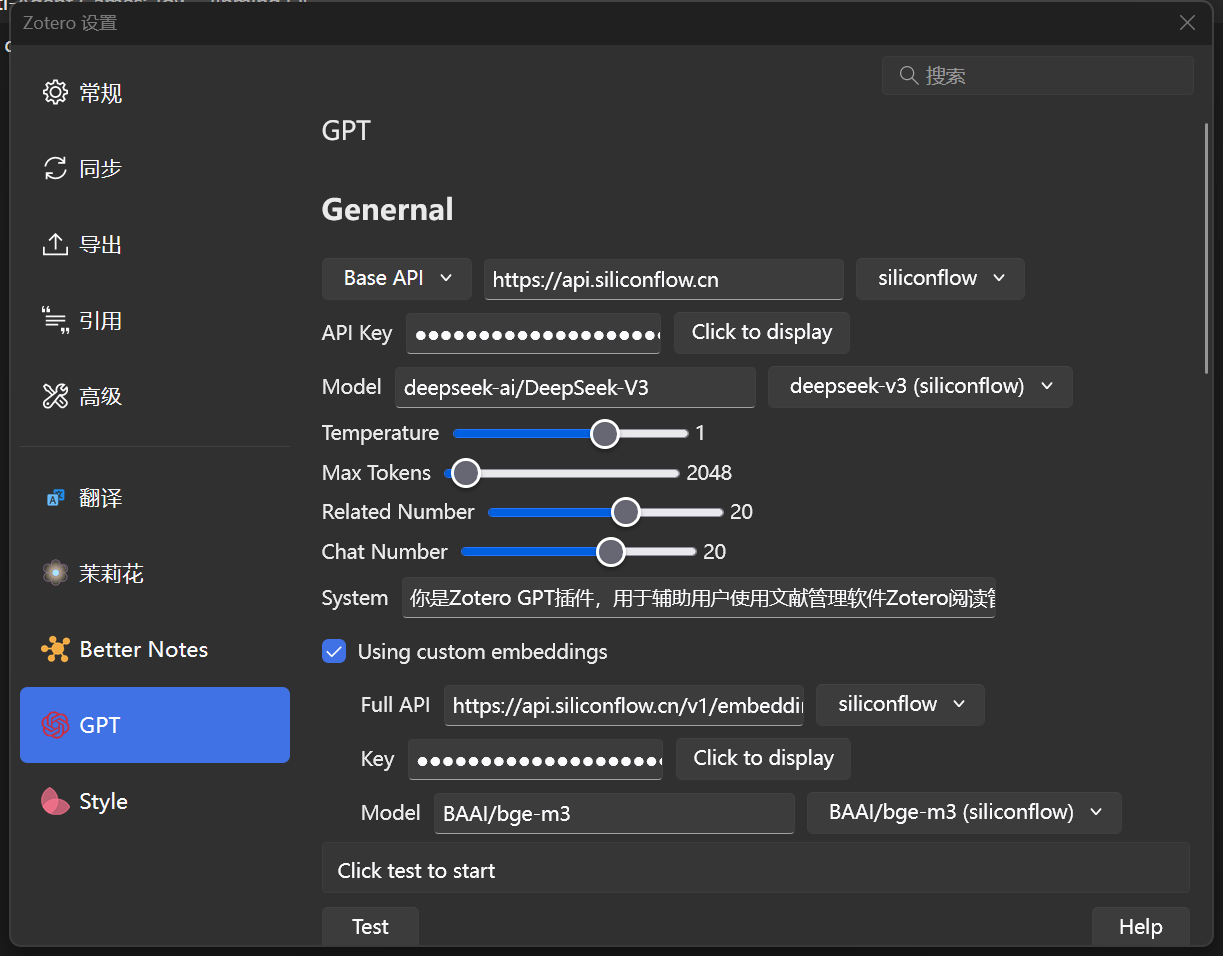 Zotero 设置
搜索
常规
同步
导出
引用
高级
翻译
茉莉花
Better Notes
GPT
Style
GPT
Genernal
Base API https://api.siliconflow.cn siliconflow
API Key ●●●●●●●●●●●●●●●●●●● Click to display
Model deepseek-ai/DeepSeek-V3 deepseek-v3 (siliconflow)
Temperature 1
Max Tokens 2048
Related Number 20
Chat Number 20
System 你是Zotero GPT插件，用于辅助用户使用文献管理软件Zotero阅读
Using custom embeddings
Full API https://api.siliconflow.cn/v1/embeddi siliconflow
Key ●●●●●●●●●●●●●●●●●●● Click to display
Model BAAI/bge-m3 BAAI/bge-m3 (siliconflow)
Click test to start
Test Help